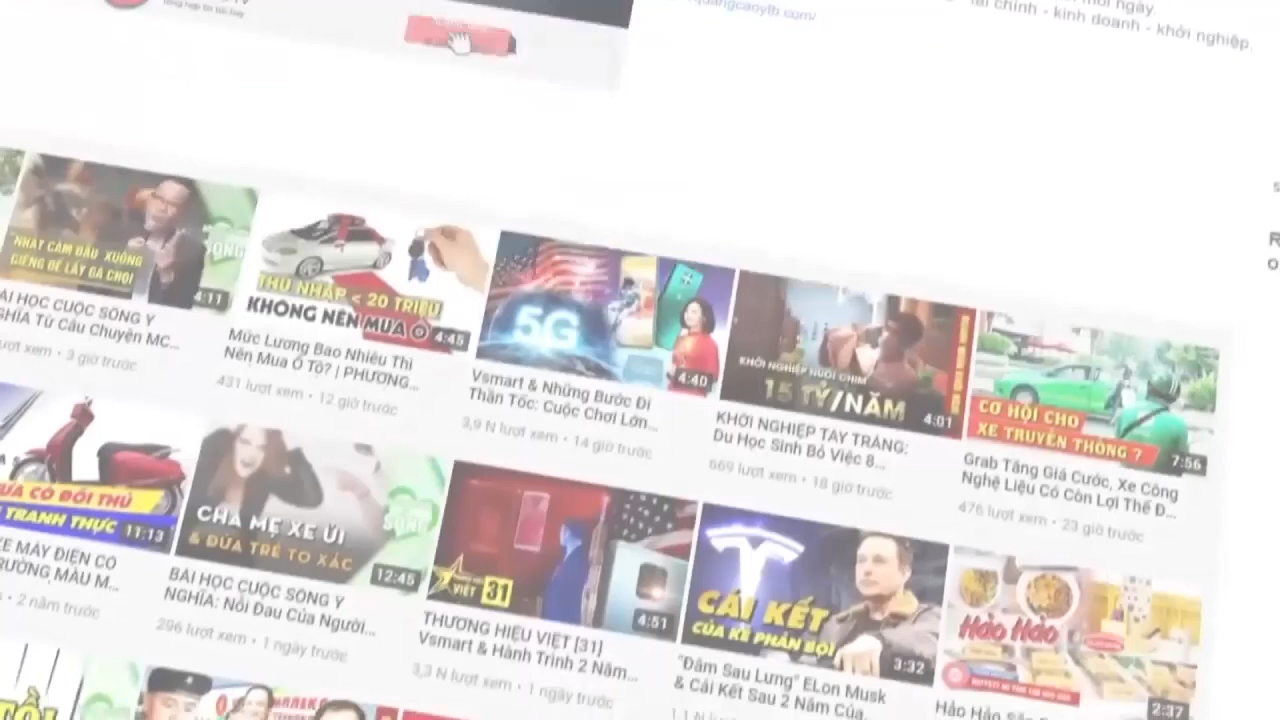 quangcaoytb.com/
tài chính - kinh doanh - khởi nghiệp.
NHẤT CẮM ĐẦU XUỐNG
GIẾNG ĐỂ LẤY GÀ CHỌI
4:11
BÀI HỌC CUỘC SỐNG Ý
NGHĨA Từ Câu Chuyện MC...
lượt xem • 3 giờ trước
THU NHẬP < 20 TRIỆU
KHÔNG NÊN MUA Ô
4:45
Mức Lương Bao Nhiêu Thì
Nên Mua Ô Tô? | PHƯƠNG...
431 lượt xem • 12 giờ trước
5G
4:40
Vsmart & Những Bước Đi
Thần Tốc: Cuộc Chơi Lớn...
3,9 N lượt xem • 14 giờ trước
KHỞI NGHIỆP NUÔI CHIM
15 TỶ/NĂM
4:01
KHỞI NGHIỆP TAY TRẮNG:
Du Học Sinh Bỏ Việc 8...
669 lượt xem • 18 giờ trước
CƠ HỘI CHO
XE TRUYỀN THỐNG ?
7:56
Grab Tăng Giá Cước, Xe Công
Nghệ Liệu Có Còn Lợi Thế Đ...
476 lượt xem • 23 giờ trước
CÓ ĐỐI THỦ
TRANH THỰC
11:13
XE MÁY ĐIỆN CÓ
MÀU M...
• 2 năm trước
CHA MẸ XE ỦI
& ĐỨA TRẺ TO XÁC
12:45
BÀI HỌC CUỘC SỐNG Ý
NGHĨA: Nỗi Đau Của Người...
296 lượt xem • 1 ngày trước
VIỆT 31
4:51
THƯƠNG HIỆU VIỆT [31]
Vsmart & Hành Trình 2 Năm...
3,3 N lượt xem • 1 ngày trước
CÁI KẾT
CỦA KẺ PHẢN BỘI
3:32
"Đâm Sau Lưng" ELon Musk
& Cái Kết Sau 2 Năm Của...
Hảo Hảo
2:37
Hảo Hảo